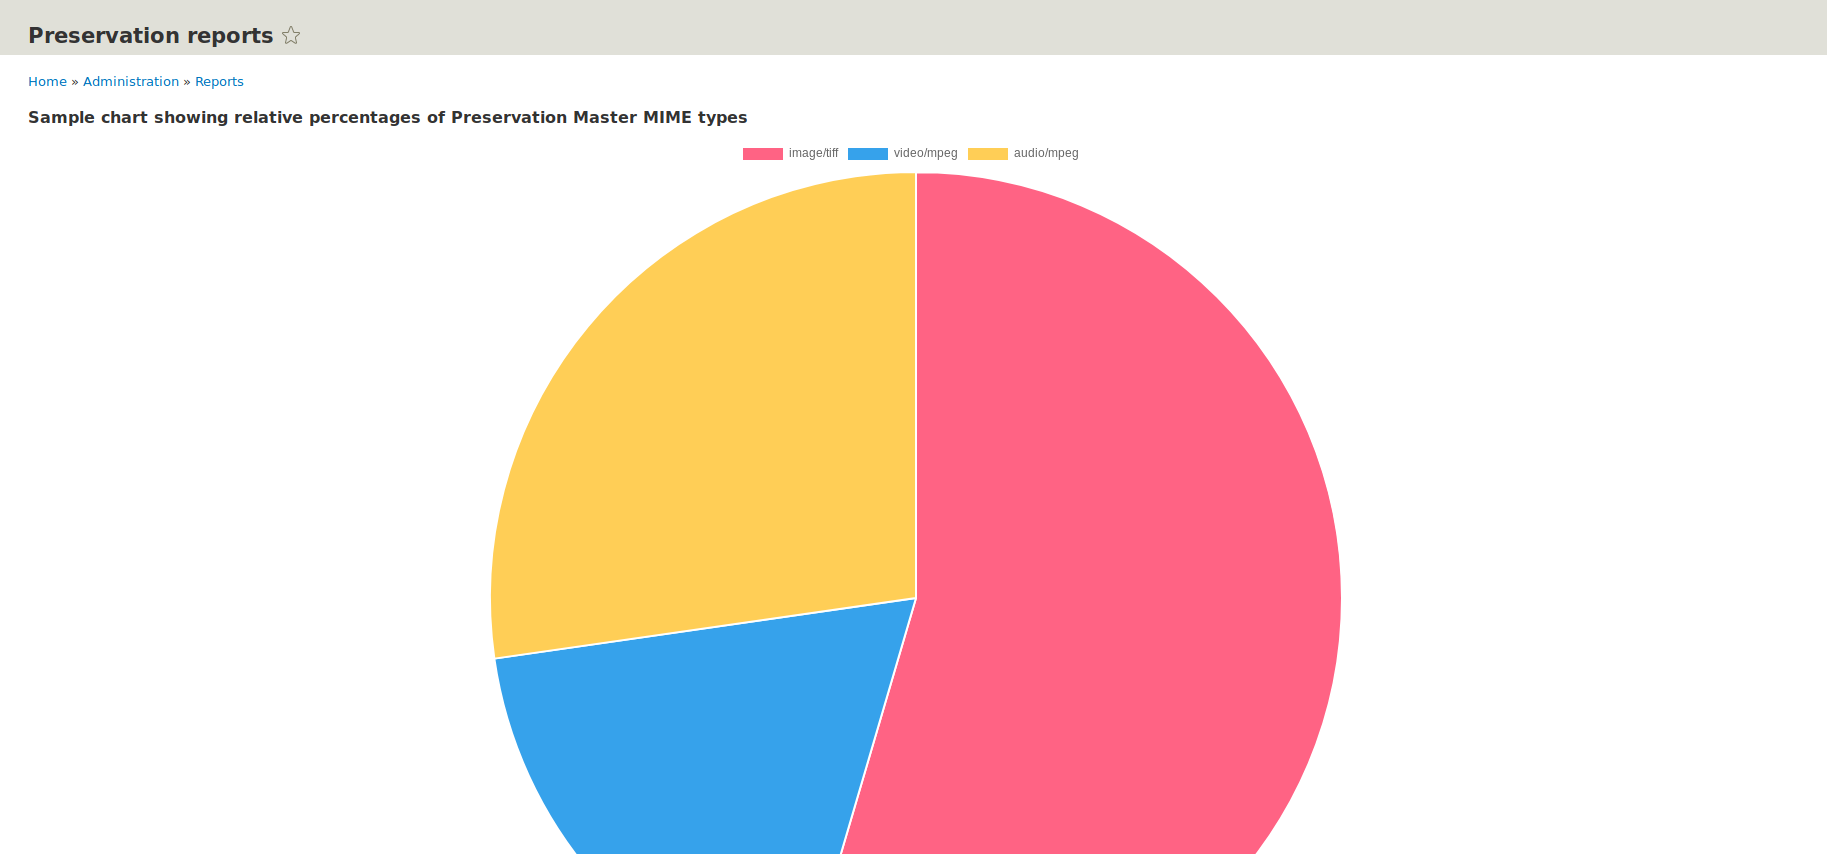 Preservation reports
Home » Administration » Reports
Sample chart showing relative percentages of Preservation Master MIME types
image/tiff video/mpeg audio/mpeg